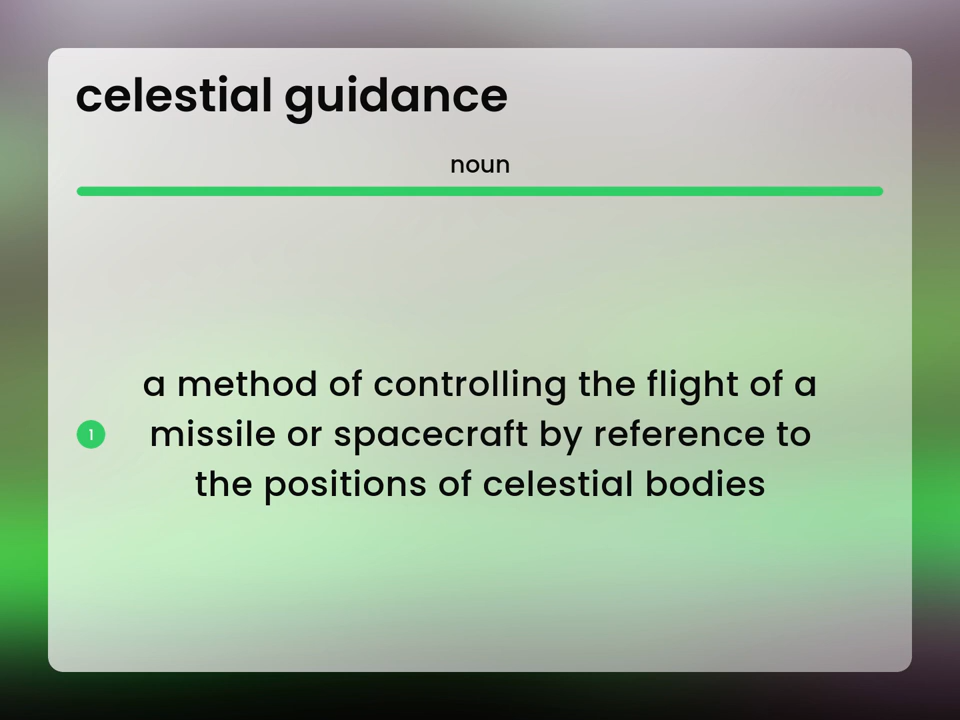 celestial guidance
noun
a method of controlling the flight of a
1 missile or spacecraft by reference to
the positions of celestial bodies